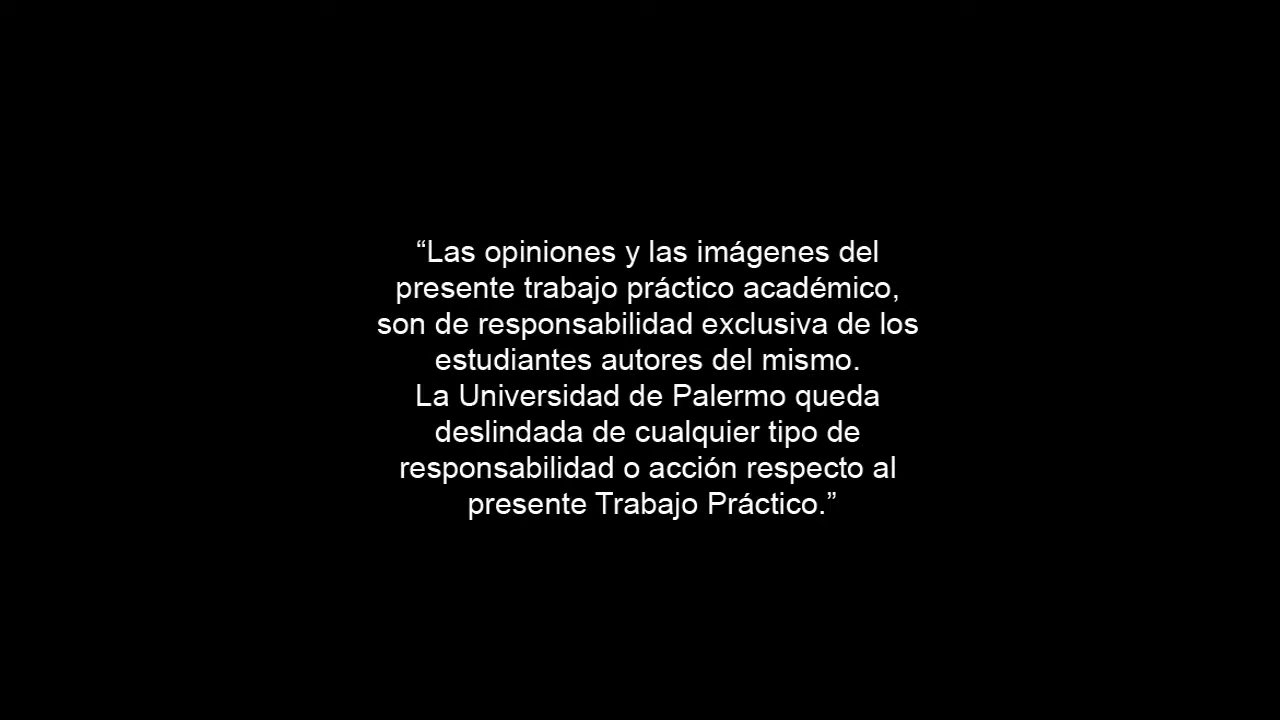 “Las opiniones y las imágenes del
presente trabajo práctico académico,
son de responsabilidad exclusiva de los
estudiantes autores del mismo.
La Universidad de Palermo queda
deslindada de cualquier tipo de
responsabilidad o acción respecto al
presente Trabajo Práctico.”